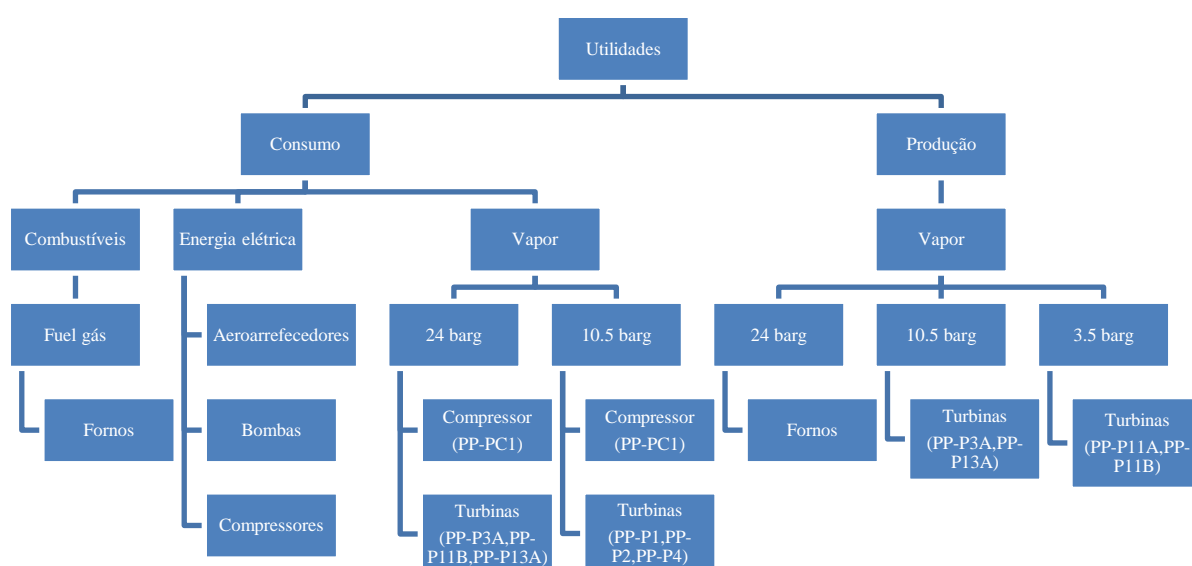 Utilidades
Consumo
Produção
Combustíveis
Energia elétrica
Vapor
Vapor
Fuel gás
Aeroarrefecedores
24 barg
10.5 barg
24 barg
10.5 barg
3.5 barg
Fornos
Bombas
Compressor
(PP-PC1)
Compressor
(PP-PC1)
Fornos
Turbinas
(PP-P3A,PP-
P13A)
Turbinas
(PP-P11A,PP-
P11B)
Compressores
Turbinas
(PP-P3A,PP-
P11B,PP-P13A)
Turbinas
(PP-P1,PP-
P2,PP-P4)